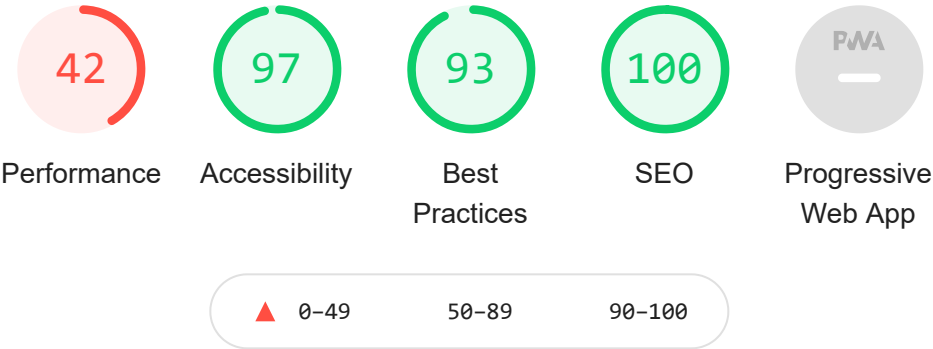 42
97
93
100
PWA
Performance
Accessibility
Best
Practices
SEO
Progressive
Web App
0–49
50–89
90–100